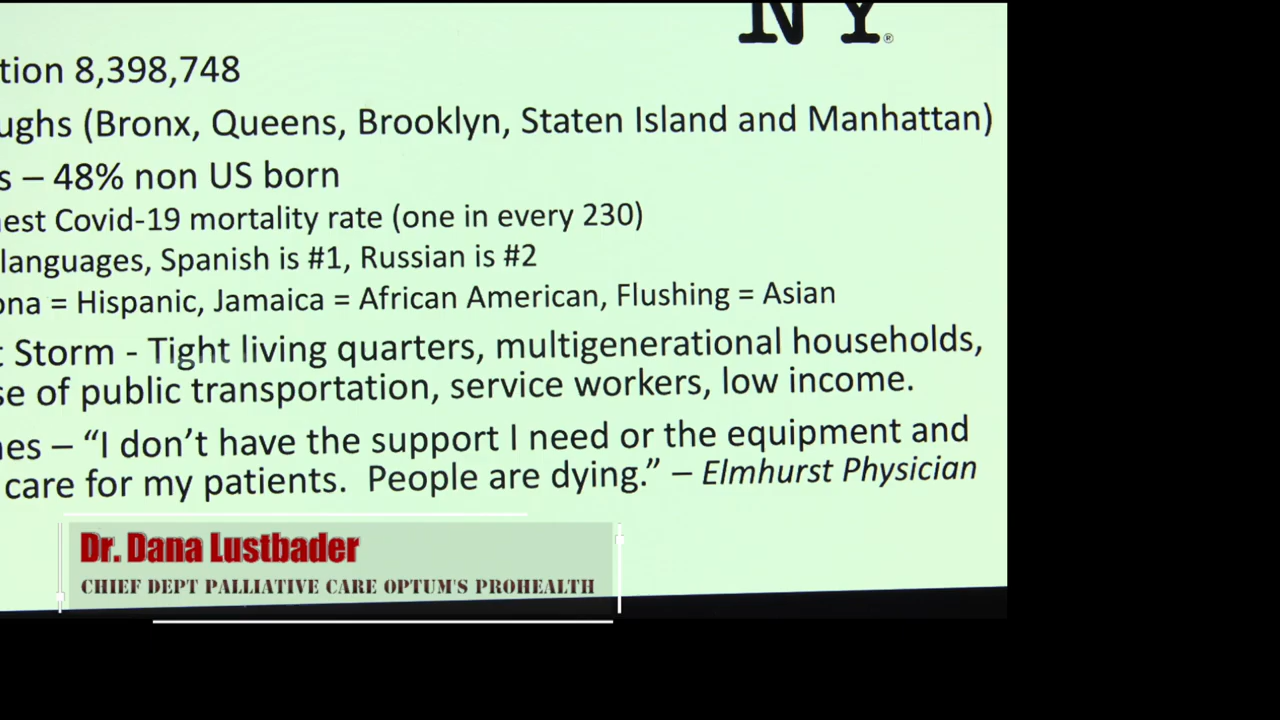 NY®
tion 8,398,748
ughs (Bronx, Queens, Brooklyn, Staten Island and Manhattan)
s – 48% non US born
est Covid-19 mortality rate (one in every 230)
languages, Spanish is #1, Russian is #2
ona = Hispanic, Jamaica = African American, Flushing = Asian
t Storm - Tight living quarters, multigenerational households,
se of public transportation, service workers, low income.
nes – “I don’t have the support I need or the equipment and
care for my patients. People are dying.” – Elmhurst Physician
Dr. Dana Lustbader
CHIEF DEPT PALLIATIVE CARE OPTUM'S PROHEALTH